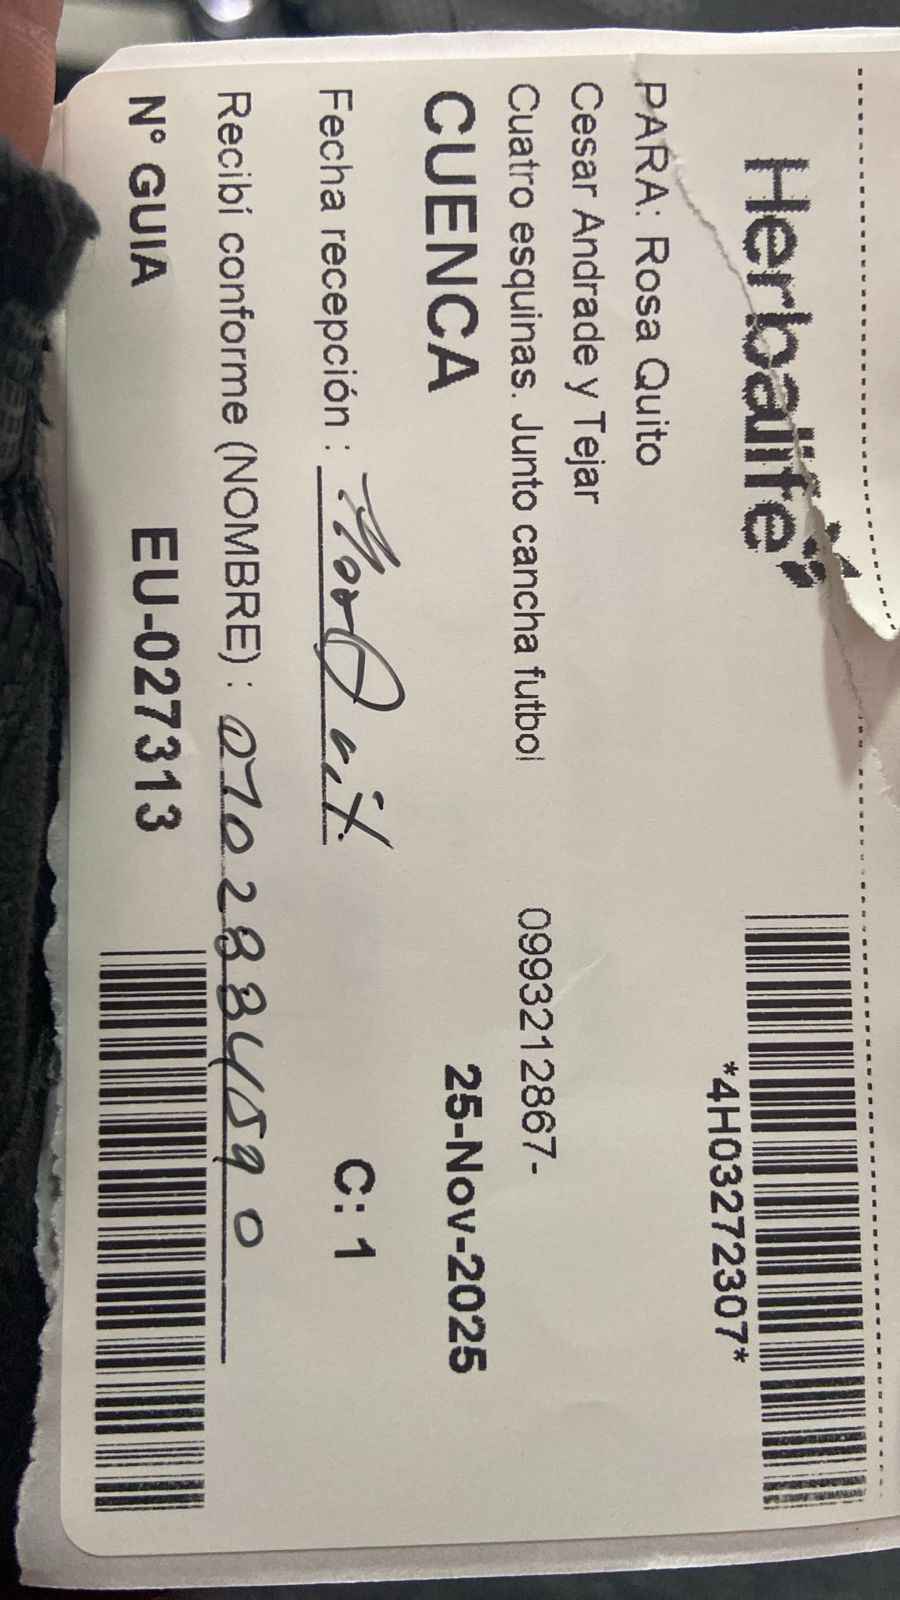 Herbalife
*4H03272307*
PARA: Rosa Quito
Cesar Andrade y Tejar
Cuatro esquinas. Junto cancha futbol 0993212867-
CUENCA 25-Nov-2025
Fecha recepción : C: 1
Recibí conforme (NOMBRE) : 0702884590
N° GUIA EU-027313